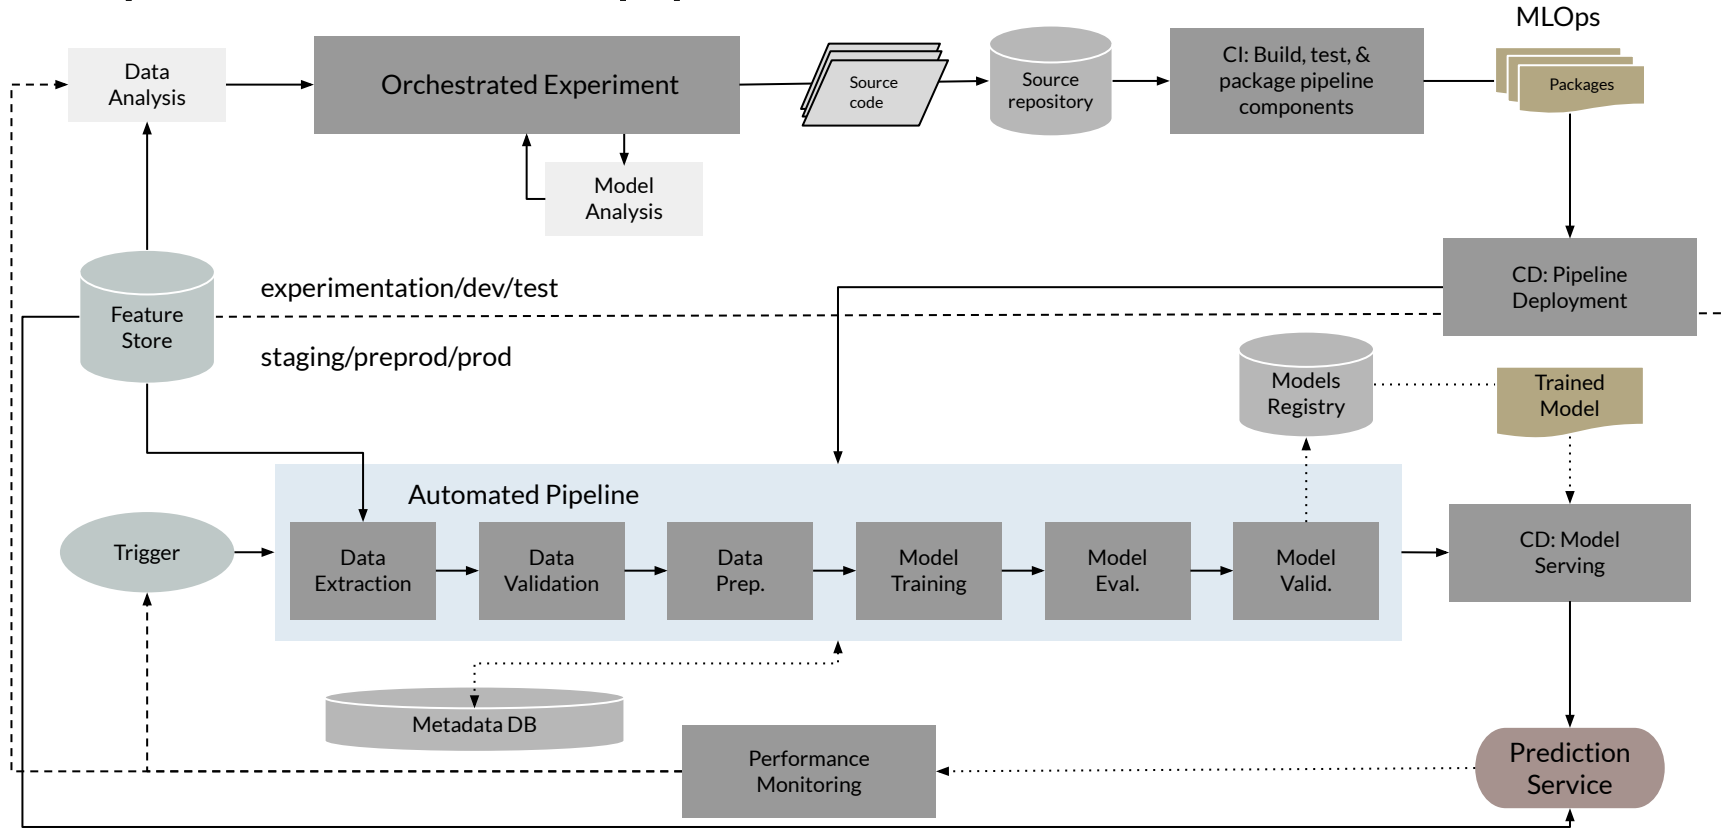 MLOps
Data
Analysis
Orchestrated Experiment
Source
code
Source
repository
CI: Build, test, &
package pipeline
components
Packages
Model
Analysis
Feature
Store
experimentation/dev/test
staging/preprod/prod
CD: Pipeline
Deployment
Models
Registry
Trained
Model
Automated Pipeline
Trigger
Data
Extraction
Data
Validation
Data
Prep.
Model
Training
Model
Eval.
Model
Valid.
CD: Model
Serving
Metadata DB
Performance
Monitoring
Prediction
Service